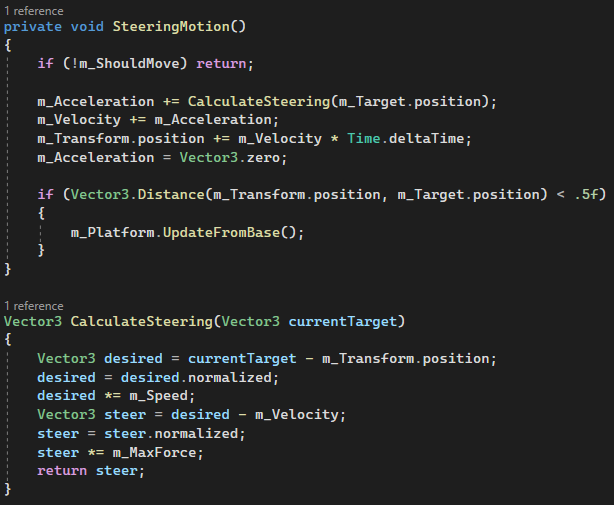 1 reference
private void SteeringMotion()
{
    if (!m_ShouldMove) return;
    m_Acceleration += CalculateSteering(m_Target.position);
    m_Velocity += m_Acceleration;
    m_Transform.position += m_Velocity * Time.deltaTime;
    m_Acceleration = Vector3.zero;
    if (Vector3.Distance(m_Transform.position, m_Target.position) < .5f)
    {
        m_Platform.UpdateFromBase();
    }
}
1 reference
Vector3 CalculateSteering(Vector3 currentTarget)
{
    Vector3 desired = currentTarget - m_Transform.position;
    desired = desired.normalized;
    desired *= m_Speed;
    Vector3 steer = desired - m_Velocity;
    steer = steer.normalized;
    steer *= m_MaxForce;
    return steer;
}